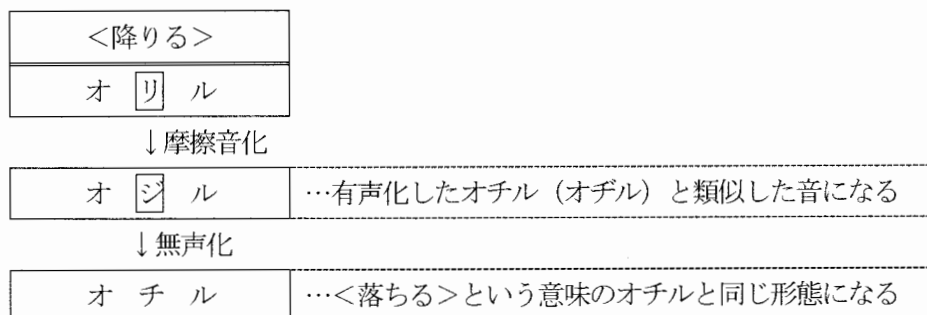 ＜降りる＞
オ リ ル
↓摩擦音化
オ ジ ル …有声化したオチル（オヂル）と類似した音になる
↓無声化
オ チ ル …＜落ちる＞という意味のオチルと同じ形態になる